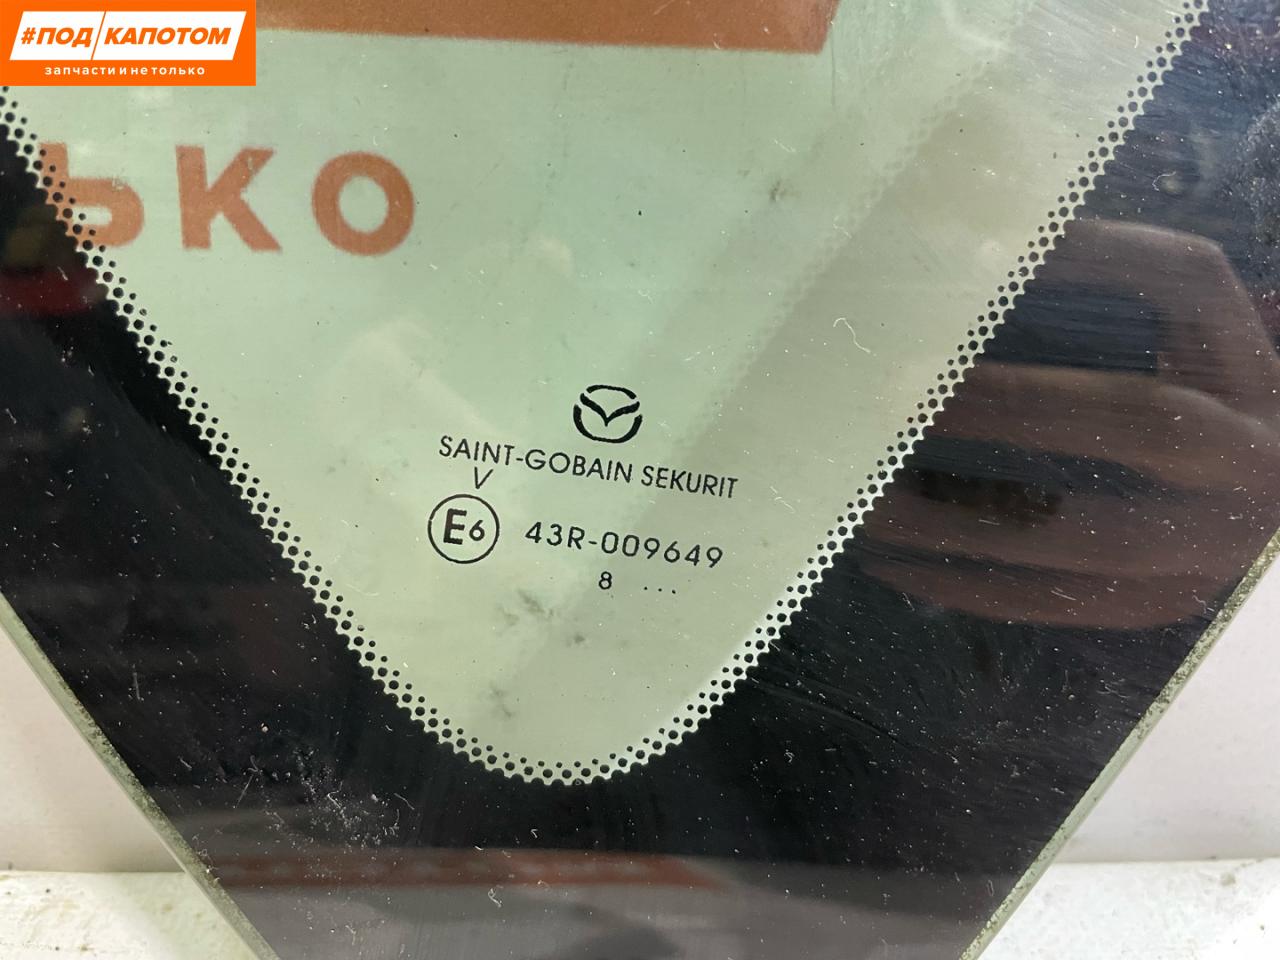 #ПОД КАПОТОМ
запчасти и не только
ЬКО
SAINT-GOBAIN SEKURIT
V
E6 43R-009649
8 ...